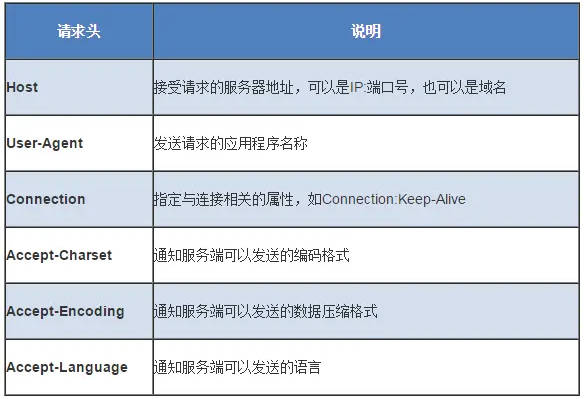 请求头 说明
Host 接受请求的服务器地址，可以是IP:端口号，也可以是域名
User-Agent 发送请求的应用程序名称
Connection 指定与连接相关的属性，如Connection:Keep-Alive
Accept-Charset 通知服务端可以发送的编码格式
Accept-Encoding 通知服务端可以发送的数据压缩格式
Accept-Language 通知服务端可以发送的语言